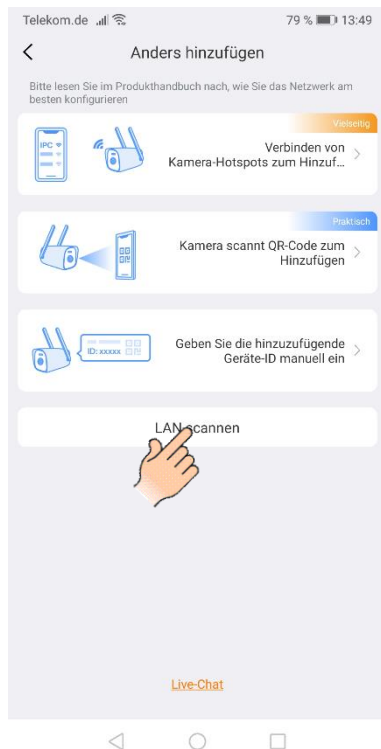 Telekom.de 79 % 13:49
Anders hinzufügen
Bitte lesen Sie im Produkthandbuch nach, wie Sie das Netzwerk am
besten konfigurieren
Vielseitig
IPC
Verbinden von
Kamera-Hotspots zum Hinzuf...
Praktisch
Kamera scannt QR-Code zum
Hinzufügen
ID: xxxxx
Geben Sie die hinzuzufügende
Geräte-ID manuell ein
LAN scannen
Live-Chat